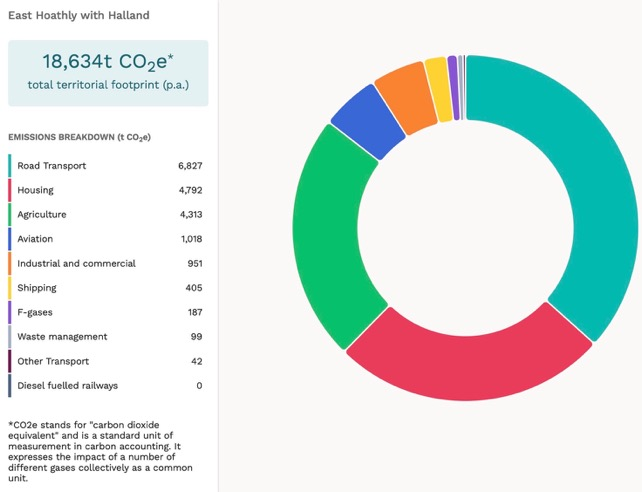 East Hoathly with Halland
18,634t CO₂e*
total territorial footprint (p.a.)
EMISSIONS BREAKDOWN (t CO₂e)
Road Transport 6,827
Housing 4,792
Agriculture 4,313
Aviation 1,018
Industrial and commercial 951
Shipping 405
F-gases 187
Waste management 99
Other Transport 42
Diesel fuelled railways 0
*CO2e stands for "carbon dioxide
equivalent" and is a standard unit of
measurement in carbon accounting. It
expresses the impact of a number of
different gases collectively as a common
unit.